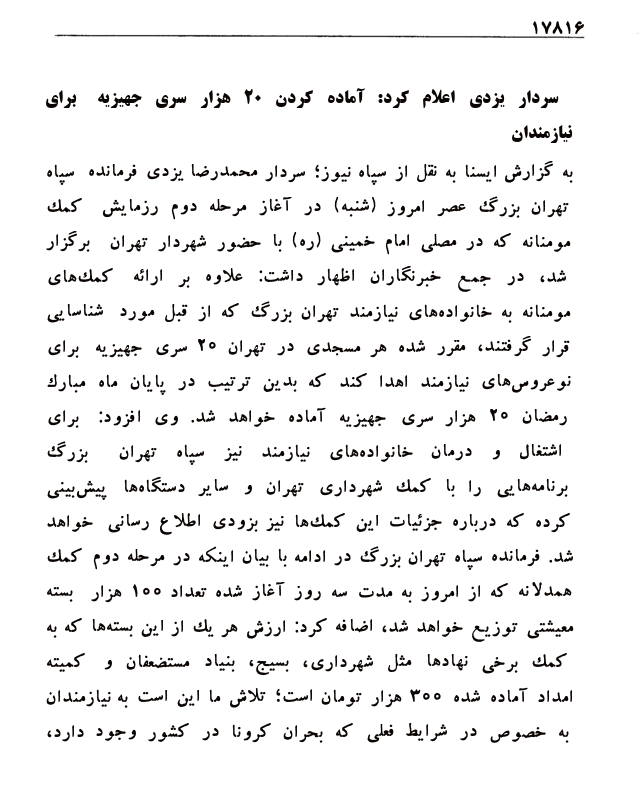 ۱۷۸۱۶
سردار یزدی اعلام کرد: آماده کردن ۲۰ هزار سری جهیزیه برای
نیازمندان
به گزارش ایسنا به نقل از سپاه نیوز؛ سردار محمدرضا یزدی فرمانده سپاه
تهران بزرگ عصر امروز (شنبه) در آغاز مرحله دوم رزمایش کمک
مومنانه که در مصلی امام خمینی (ره) با حضور شهردار تهران برگزار
شد، در جمع خبرنگاران اظهار داشت: علاوه بر ارائه کمک‌های
مومنانه به خانواده‌های نیازمند تهران بزرگ که از قبل مورد شناسایی
قرار گرفتند، مقرر شده هر مسجدی در تهران ۲۰ سری جهیزیه برای
نوعروس‌های نیازمند اهدا کند که بدین ترتیب در پایان ماه مبارک
رمضان ۲۰ هزار سری جهیزیه آماده خواهد شد. وی افزود: برای
اشتغال و درمان خانواده‌های نیازمند نیز سپاه تهران بزرگ
برنامه‌هایی را با کمک شهرداری تهران و سایر دستگاه‌ها پیش‌بینی
کرده که درباره جزئیات این کمک‌ها نیز بزودی اطلاع رسانی خواهد
شد. فرمانده سپاه تهران بزرگ در ادامه با بیان اینکه در مرحله دوم کمک
همدلانه که از امروز به مدت سه روز آغاز شده تعداد ۱۰۰ هزار بسته
معیشتی توزیع خواهد شد، اضافه کرد: ارزش هر یک از این بسته‌ها که به
کمک برخی نهادها مثل شهرداری، بسیج، بنیاد مستضعفان و کمیته
امداد آماده شده ۳۰۰ هزار تومان است؛ تلاش ما این است به نیازمندان
به خصوص در شرایط فعلی که بحران کرونا در کشور وجود دارد،